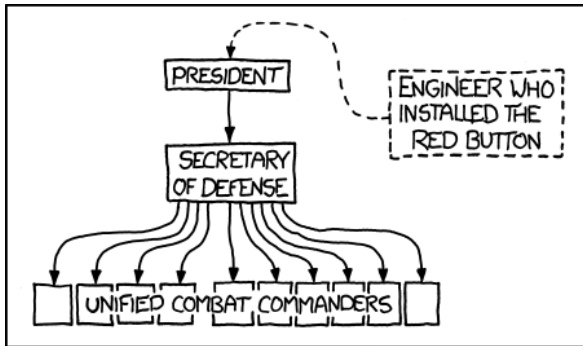 PRESIDENT
ENGINEER WHO
INSTALLED THE
RED BUTTON
SECRETARY
OF DEFENSE
UNIFIED COMBAT COMMANDERS